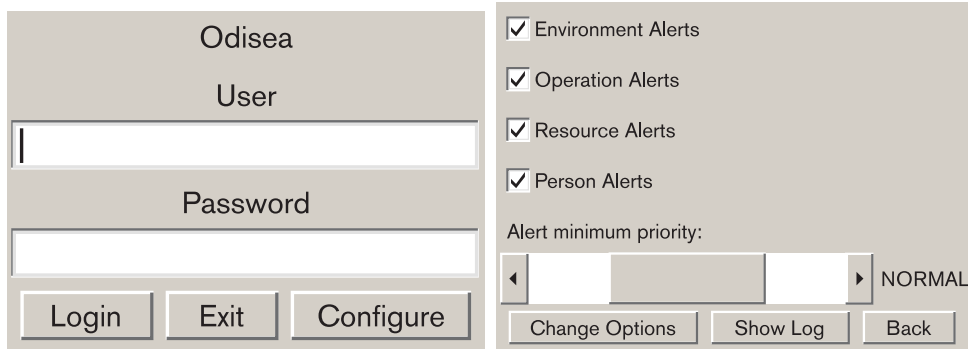 Odisea
User
Password
Login Exit Configure
Environment Alerts
Operation Alerts
Resource Alerts
Person Alerts
Alert minimum priority:
NORMAL
Change Options Show Log Back